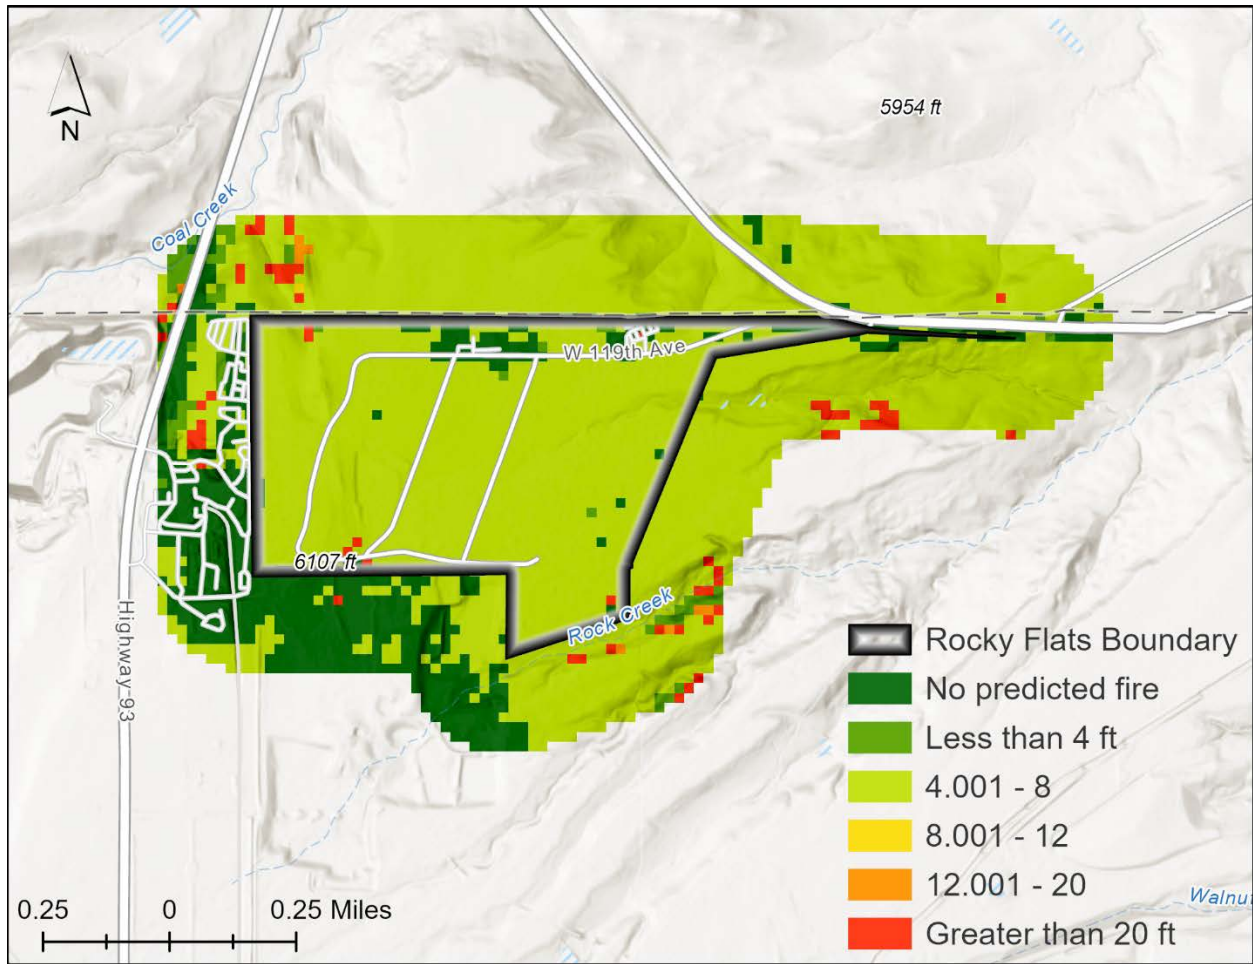 5954 ft
N
Coal Creek
W 119th Ave
6107 ft
Rock Creek
Highway-93
Rocky Flats Boundary
No predicted fire
Less than 4 ft
4.001 - 8
8.001 - 12
12.001 - 20
Greater than 20 ft
0.25 0 0.25 Miles